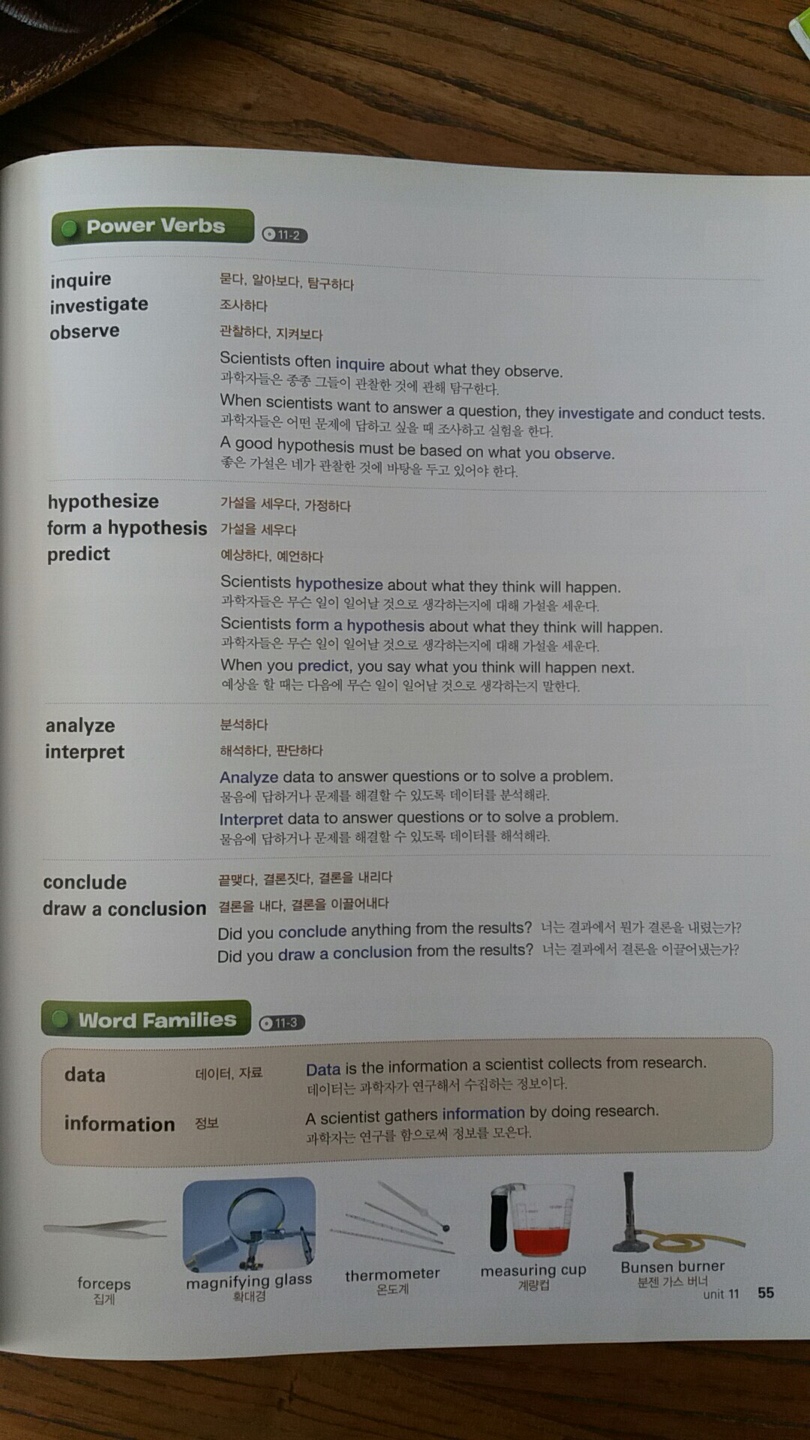 Power Verbs 11-2
inquire 묻다, 알아보다, 탐구하다
investigate 조사하다
observe 관찰하다, 지켜보다
Scientists often inquire about what they observe.
과학자들은 종종 그들이 관찰한 것에 관해 탐구한다.
When scientists want to answer a question, they investigate and conduct tests.
과학자들은 어떤 문제에 답하고 싶을 때 조사하고 실험을 한다.
A good hypothesis must be based on what you observe.
좋은 가설은 네가 관찰한 것에 바탕을 두고 있어야 한다.
hypothesize 가설을 세우다, 가정하다
form a hypothesis 가설을 세우다
predict 예상하다, 예언하다
Scientists hypothesize about what they think will happen.
과학자들은 무슨 일이 일어날 것으로 생각하는지에 대해 가설을 세운다.
Scientists form a hypothesis about what they think will happen.
과학자들은 무슨 일이 일어날 것으로 생각하는지에 대해 가설을 세운다.
When you predict, you say what you think will happen next.
예상을 할 때는 다음에 무슨 일이 일어날 것으로 생각하는지 말한다.
analyze 분석하다
interpret 해석하다, 판단하다
Analyze data to answer questions or to solve a problem.
물음에 답하거나 문제를 해결할 수 있도록 데이터를 분석해라.
Interpret data to answer questions or to solve a problem.
물음에 답하거나 문제를 해결할 수 있도록 데이터를 해석해라.
conclude 끝맺다, 결론짓다, 결론을 내리다
draw a conclusion 결론을 내다, 결론을 이끌어내다
Did you conclude anything from the results? 너는 결과에서 뭔가 결론을 내렸는가?
Did you draw a conclusion from the results? 너는 결과에서 결론을 이끌어냈는가?
Word Families 11-3
data 데이터, 자료 Data is the information a scientist collects from research.
데이터는 과학자가 연구해서 수집하는 정보이다.
information 정보 A scientist gathers information by doing research.
과학자는 연구를 함으로써 정보를 모은다.
forceps
집게
magnifying glass
확대경
thermometer
온도계
measuring cup
계량컵
Bunsen burner
분젠 가스 버너
unit 11 55